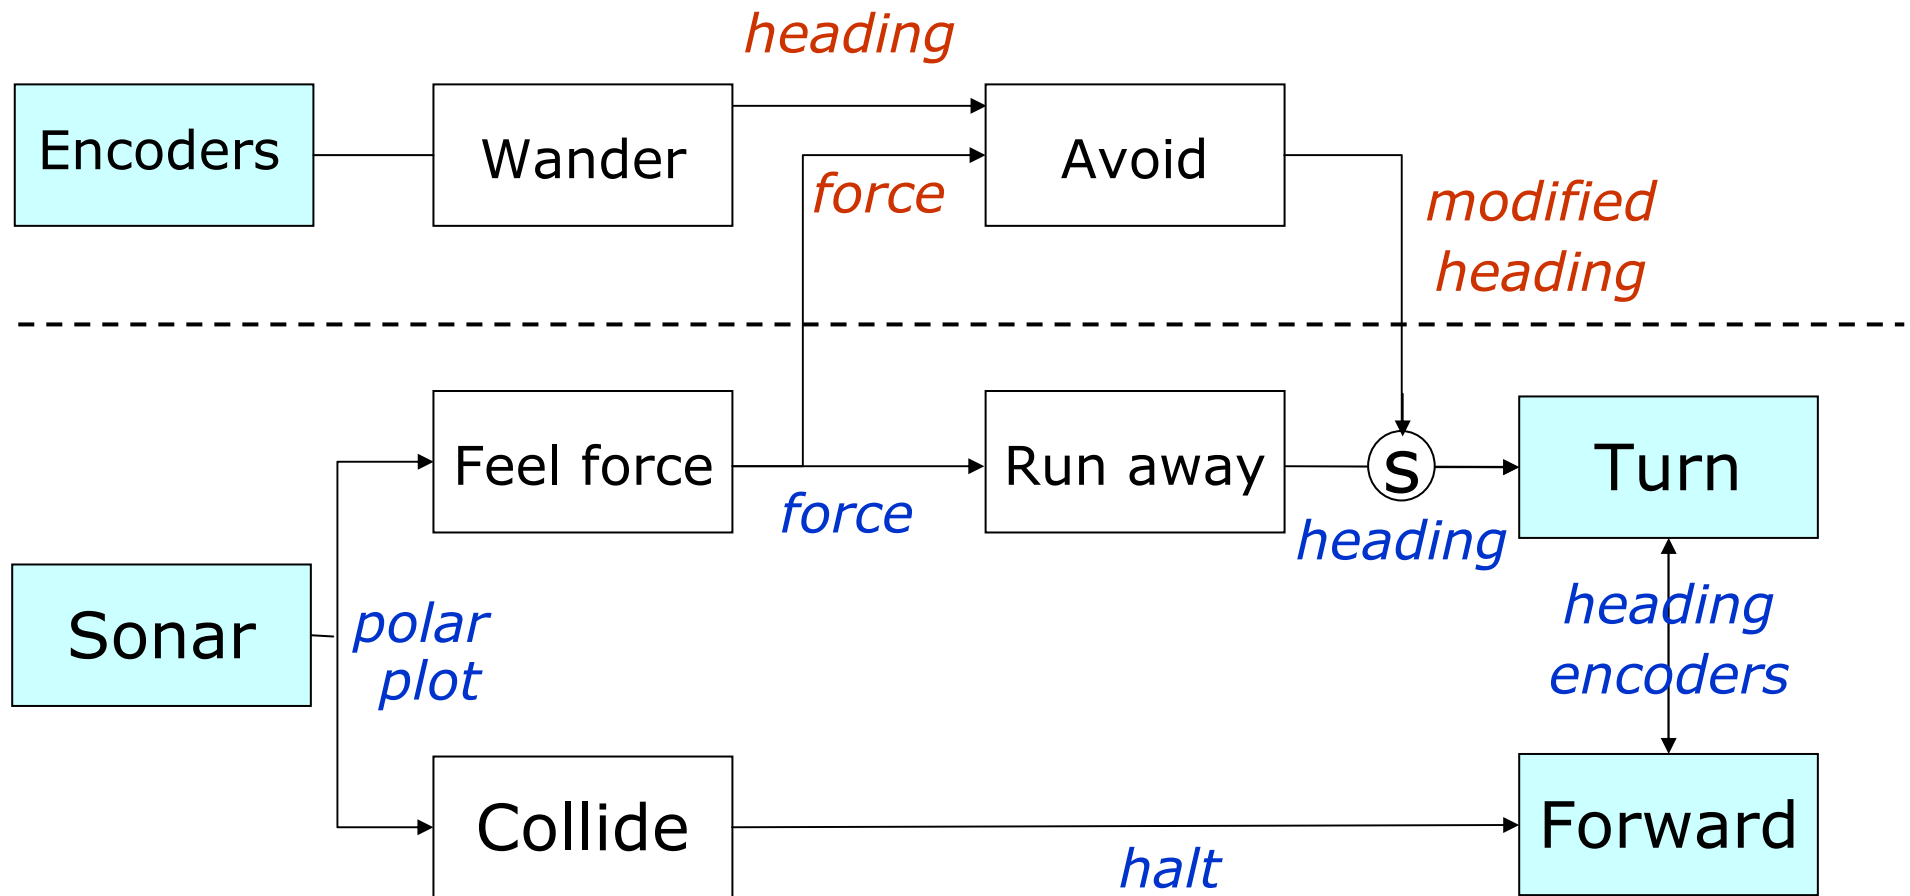 heading
Encoders
Wander
Avoid
force
modified
heading
Feel force
Run away
S
Turn
force
heading
Sonar
polar
plot
heading
encoders
Collide
Forward
halt